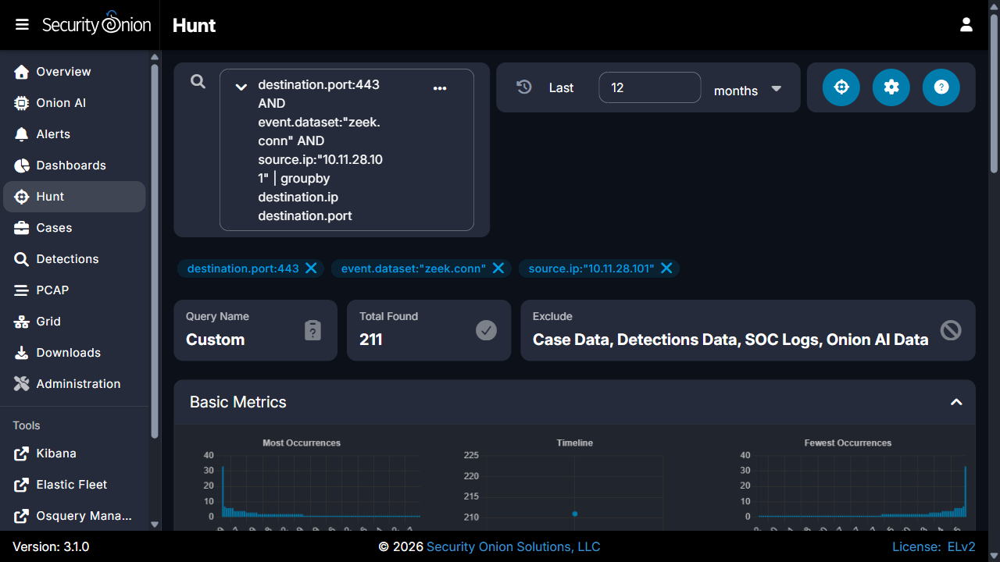 Security Onion
Hunt
Overview
Onion AI
Alerts
Dashboards
Hunt
Cases
Detections
PCAP
Grid
Downloads
Administration
Tools
Kibana
Elastic Fleet
Osquery Mana...
destination.port:443
AND
event.dataset:"zeek.
conn" AND
source.ip:"10.11.28.10
1" | groupby
destination.ip
destination.port
Last 12 months
destination.port:443
event.dataset:"zeek.conn"
source.ip:"10.11.28.101"
Query Name
Custom
Total Found
211
Exclude
Case Data, Detections Data, SOC Logs, Onion AI Data
Basic Metrics
Most Occurrences
40
30
20
10
0
Timeline
225
220
215
210
Fewest Occurrences
40
30
20
10
0
Version: 3.1.0
© 2026 Security Onion Solutions, LLC
License: ELv2